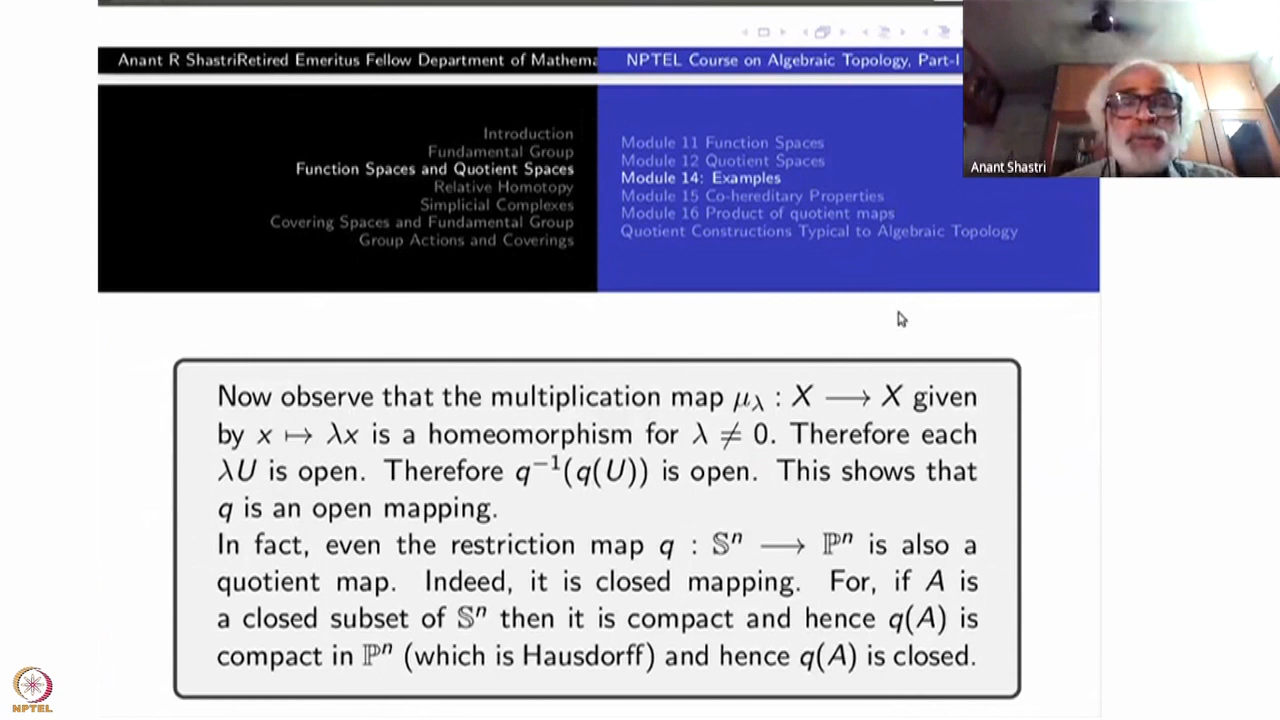 Anant R ShastriRetired Emeritus Fellow Department of Mathema
NPTEL Course on Algebraic Topology, Part-I
Introduction
Fundamental Group
Function Spaces and Quotient Spaces
Relative Homotopy
Simplicial Complexes
Covering Spaces and Fundamental Group
Group Actions and Coverings
Module 11 Function Spaces
Module 12 Quotient Spaces
Module 14: Examples
Module 15 Co-hereditary Properties
Module 16 Product of quotient maps
Quotient Constructions Typical to Algebraic Topology
Anant Shastri
Now observe that the multiplication map μ_λ : X ⟶ X given
by x ↦ λx is a homeomorphism for λ ≠ 0. Therefore each
λU is open. Therefore q⁻¹(q(U)) is open. This shows that
q is an open mapping.
In fact, even the restriction map q : 𝕊ⁿ ⟶ ℙⁿ is also a
quotient map. Indeed, it is closed mapping. For, if A is
a closed subset of 𝕊ⁿ then it is compact and hence q(A) is
compact in ℙⁿ (which is Hausdorff) and hence q(A) is closed.
NPTEL